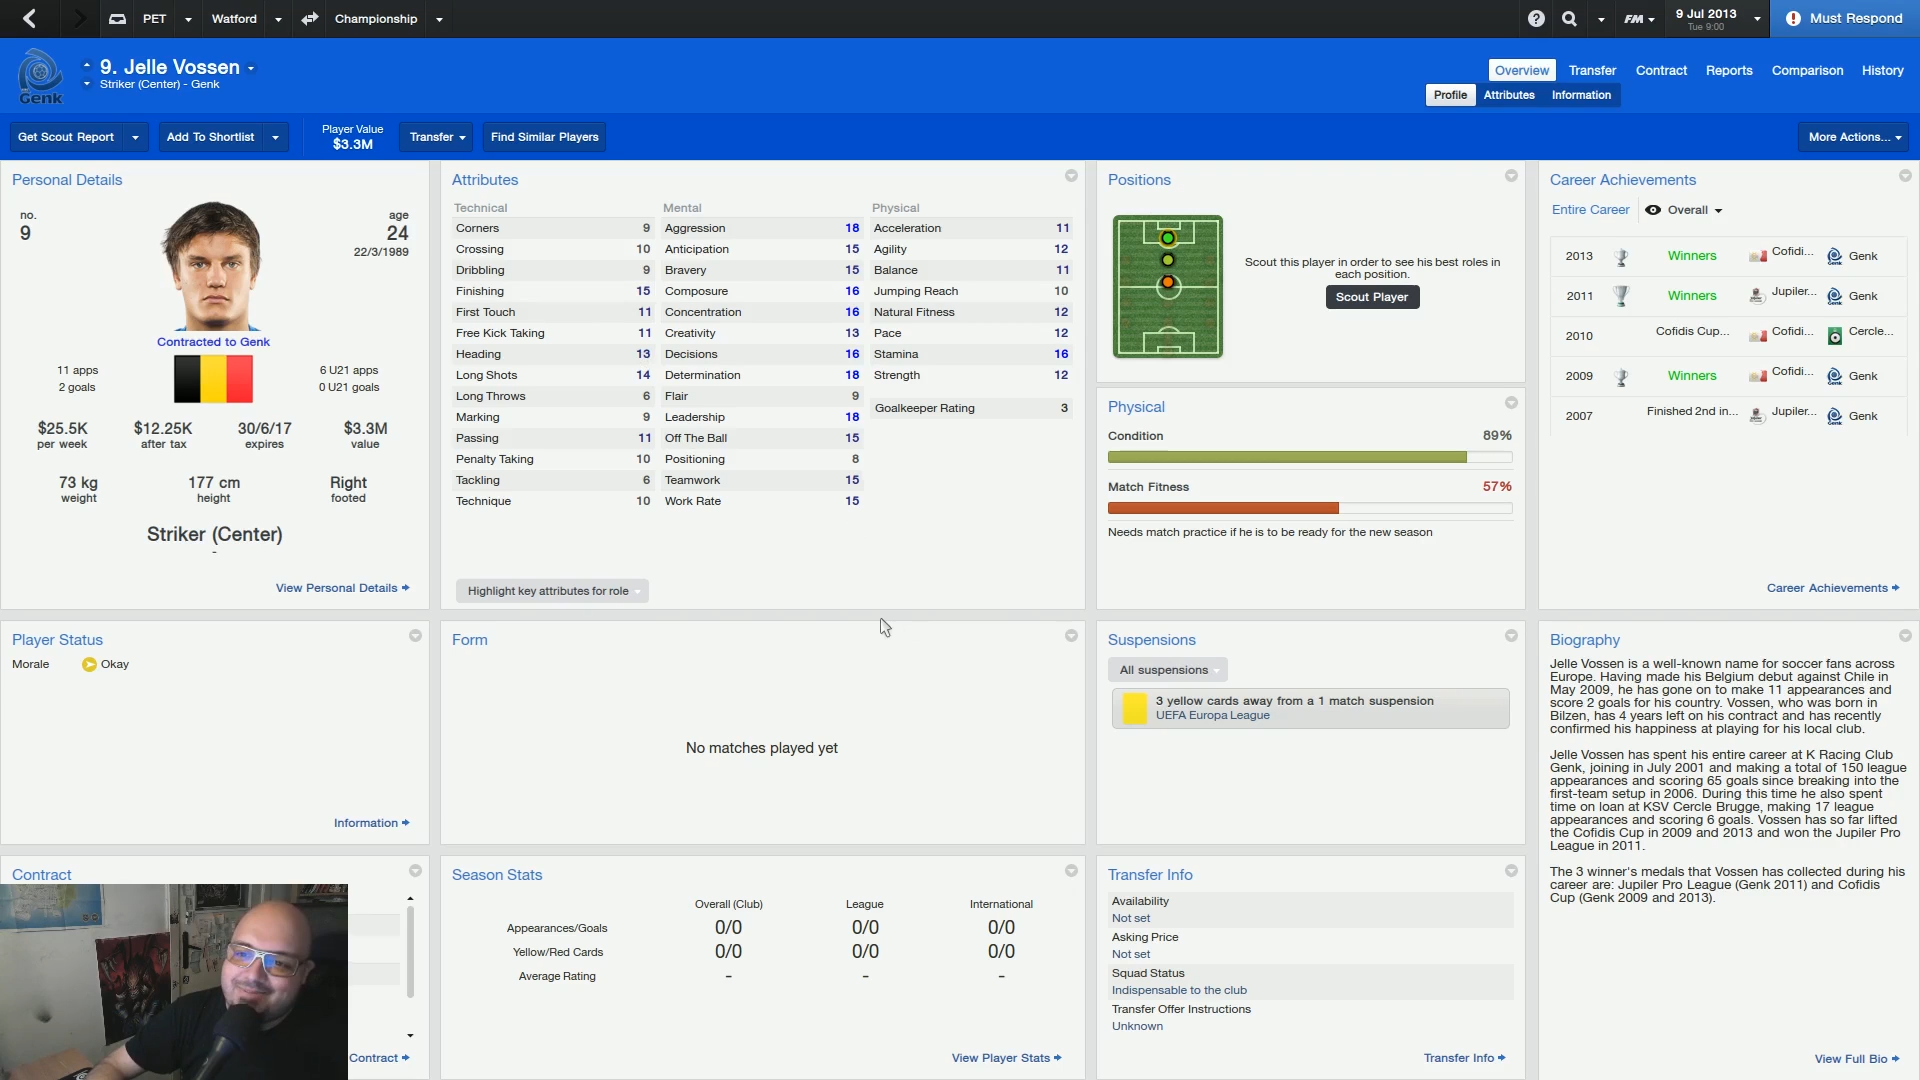 PET
Watford
Championship
FM
9 Jul 2013
Tue 9:00
Must Respond
Genk
9. Jelle Vossen
Striker (Center) - Genk
Overview
Transfer
Contract
Reports
Comparison
History
Profile
Attributes
Information
Get Scout Report
Add To Shortlist
Player Value
$3.3M
Transfer
Find Similar Players
More Actions...
Personal Details
no.
9
age
24
22/3/1989
Contracted to Genk
11 apps
2 goals
6 U21 apps
0 U21 goals
$25.5K
per week
$12.25K
after tax
30/6/17
expires
$3.3M
value
73 kg
weight
177 cm
height
Right
footed
Striker (Center)
-
View Personal Details
Attributes
Technical
Corners 9
Crossing 10
Dribbling 9
Finishing 15
First Touch 11
Free Kick Taking 11
Heading 13
Long Shots 14
Long Throws 6
Marking 9
Passing 11
Penalty Taking 10
Tackling 6
Technique 10
Mental
Aggression 18
Anticipation 15
Bravery 15
Composure 16
Concentration 16
Creativity 13
Decisions 16
Determination 18
Flair 9
Leadership 18
Off The Ball 15
Positioning 8
Teamwork 15
Work Rate 15
Physical
Acceleration 11
Agility 12
Balance 11
Jumping Reach 10
Natural Fitness 12
Pace 12
Stamina 16
Strength 12
Goalkeeper Rating 3
Highlight key attributes for role
Positions
Scout this player in order to see his best roles in
each position.
Scout Player
Physical
Condition 89%
Match Fitness 57%
Needs match practice if he is to be ready for the new season
Career Achievements
Entire Career
Overall
2013 Winners Cofidi... Genk
2011 Winners Jupiler... Genk
2010 Cofidis Cup... Cofidi... Cercle...
2009 Winners Cofidi... Genk
2007 Finished 2nd in... Jupiler... Genk
Career Achievements
Player Status
Morale Okay
Information
Form
No matches played yet
Suspensions
All suspensions
3 yellow cards away from a 1 match suspension
UEFA Europa League
Biography
Jelle Vossen is a well-known name for soccer fans across
Europe. Having made his Belgium debut against Chile in
May 2009, he has gone on to make 11 appearances and
score 2 goals for his country. Vossen, who was born in
Bilzen, has 4 years left on his contract and has recently
confirmed his happiness at playing for his local club.
Jelle Vossen has spent his entire career at K Racing Club
Genk, joining in July 2001 and making a total of 150 league
appearances and scoring 65 goals since breaking into the
first-team setup in 2006. During this time he also spent
time on loan at KSV Cercle Brugge, making 17 league
appearances and scoring 6 goals. Vossen has so far lifted
the Cofidis Cup in 2009 and 2013 and won the Jupiler Pro
League in 2011.
The 3 winner's medals that Vossen has collected during his
career are: Jupiler Pro League (Genk 2011) and Cofidis
Cup (Genk 2009 and 2013).
View Full Bio
Contract
Contract
Season Stats
Overall (Club) League International
Appearances/Goals 0/0 0/0 0/0
Yellow/Red Cards 0/0 0/0 0/0
Average Rating - - -
View Player Stats
Transfer Info
Availability
Not set
Asking Price
Not set
Squad Status
Indispensable to the club
Transfer Offer Instructions
Unknown
Transfer Info